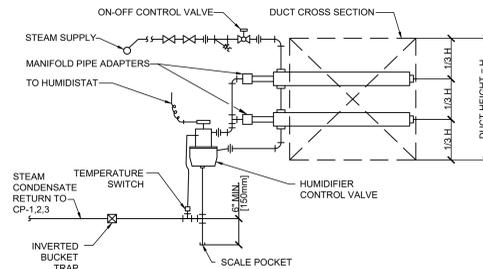 ON-OFF CONTROL VALVE
DUCT CROSS SECTION
STEAM SUPPLY
MANIFOLD PIPE ADAPTERS
TO HUMIDISTAT
1/3 H
1/3 H
1/3 H
DUCT HEIGHT = H
STEAM
CONDENSATE
RETURN TO
CP-1,2,3
TEMPERATURE
SWITCH
6" MIN.
[150mm]
HUMIDIFIER
CONTROL VALVE
INVERTED
BUCKET
TRAP
SCALE POCKET